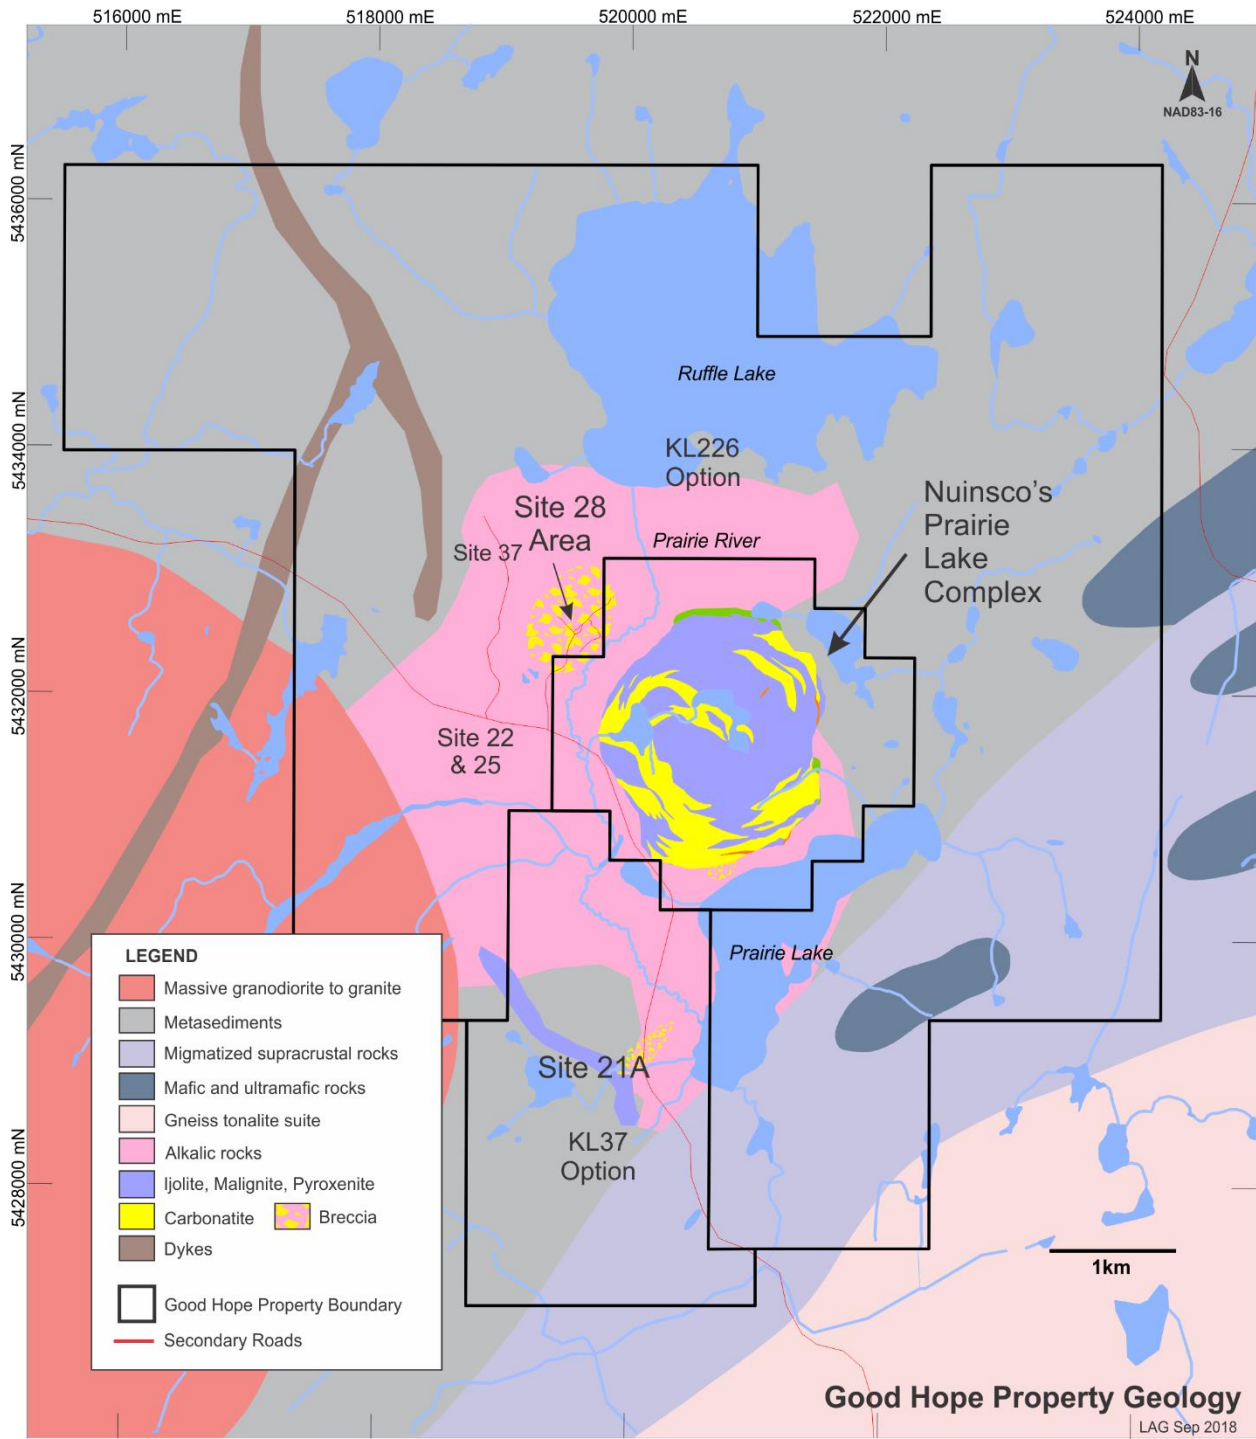 516000 mE
518000 mE
520000 mE
522000 mE
524000 mE
N
NAD83-16
5436000 mN
5434000 mN
5432000 mN
5430000 mN
5428000 mN
Ruffle Lake
KL226
Option
Nuinsco's
Prairie
Lake
Complex
Site 28
Area
Prairie River
Site 37
Site 22
& 25
Prairie Lake
Site 21A
KL37
Option
LEGEND
Massive granodiorite to granite
Metasediments
Migmatized supracrustal rocks
Mafic and ultramafic rocks
Gneiss tonalite suite
Alkalic rocks
Ijolite, Malignite, Pyroxenite
Carbonatite
Breccia
Dykes
Good Hope Property Boundary
Secondary Roads
1km
Good Hope Property Geology
LAG Sep 2018